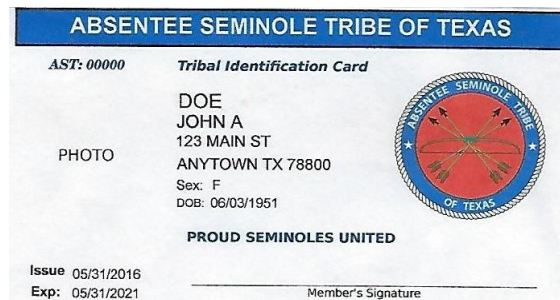 ABSENTEE SEMINOLE TRIBE OF TEXAS
AST: 00000
Tribal Identification Card
DOE
JOHN A
123 MAIN ST
ANYTOWN TX 78800
Sex: F
DOB: 06/03/1951
PHOTO
ABSENTEE SEMINOLE TRIBE
OF TEXAS
PROUD SEMINOLES UNITED
Issue 05/31/2016
Exp: 05/31/2021
Member's Signature